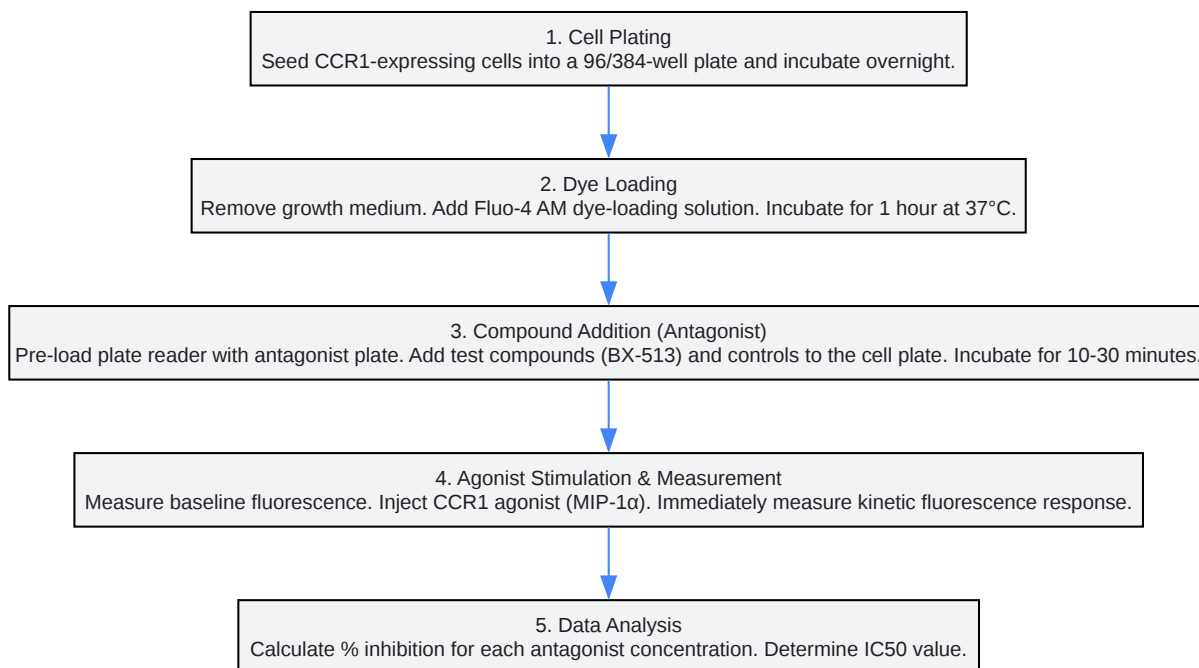 1. Cell Plating
Seed CCR1-expressing cells into a 96/384-well plate and incubate overnight.
2. Dye Loading
Remove growth medium. Add Fluo-4 AM dye-loading solution. Incubate for 1 hour at 37°C.
3. Compound Addition (Antagonist)
Pre-load plate reader with antagonist plate. Add test compounds (BX-513) and controls to the cell plate. Incubate for 10-30 minutes.
4. Agonist Stimulation & Measurement
Measure baseline fluorescence. Inject CCR1 agonist (MIP-1α). Immediately measure kinetic fluorescence response.
5. Data Analysis
Calculate % inhibition for each antagonist concentration. Determine IC50 value.